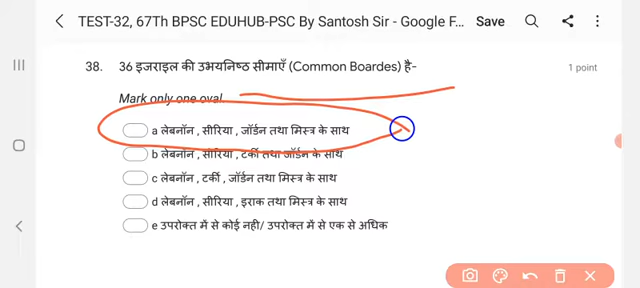 TEST-32, 67Th BPSC EDUHUB-PSC By Santosh Sir - Google F... Save
38. 36 इजराइल की उभयनिष्ठ सीमाएँ (Common Boardes) है- 1 point
Mark only one oval.
a लेबनॉन , सीरिया , जॉर्डन तथा मिस्त्र के साथ
b लेबनॉन , सीरिया , टर्की तथा जॉर्डन के साथ
c लेबनॉन , टर्की , जॉर्डन तथा मिस्त्र के साथ
d लेबनॉन , सीरिया , इराक तथा मिस्त्र के साथ
e उपरोक्त में से कोई नही/ उपरोक्त में से एक से अधिक